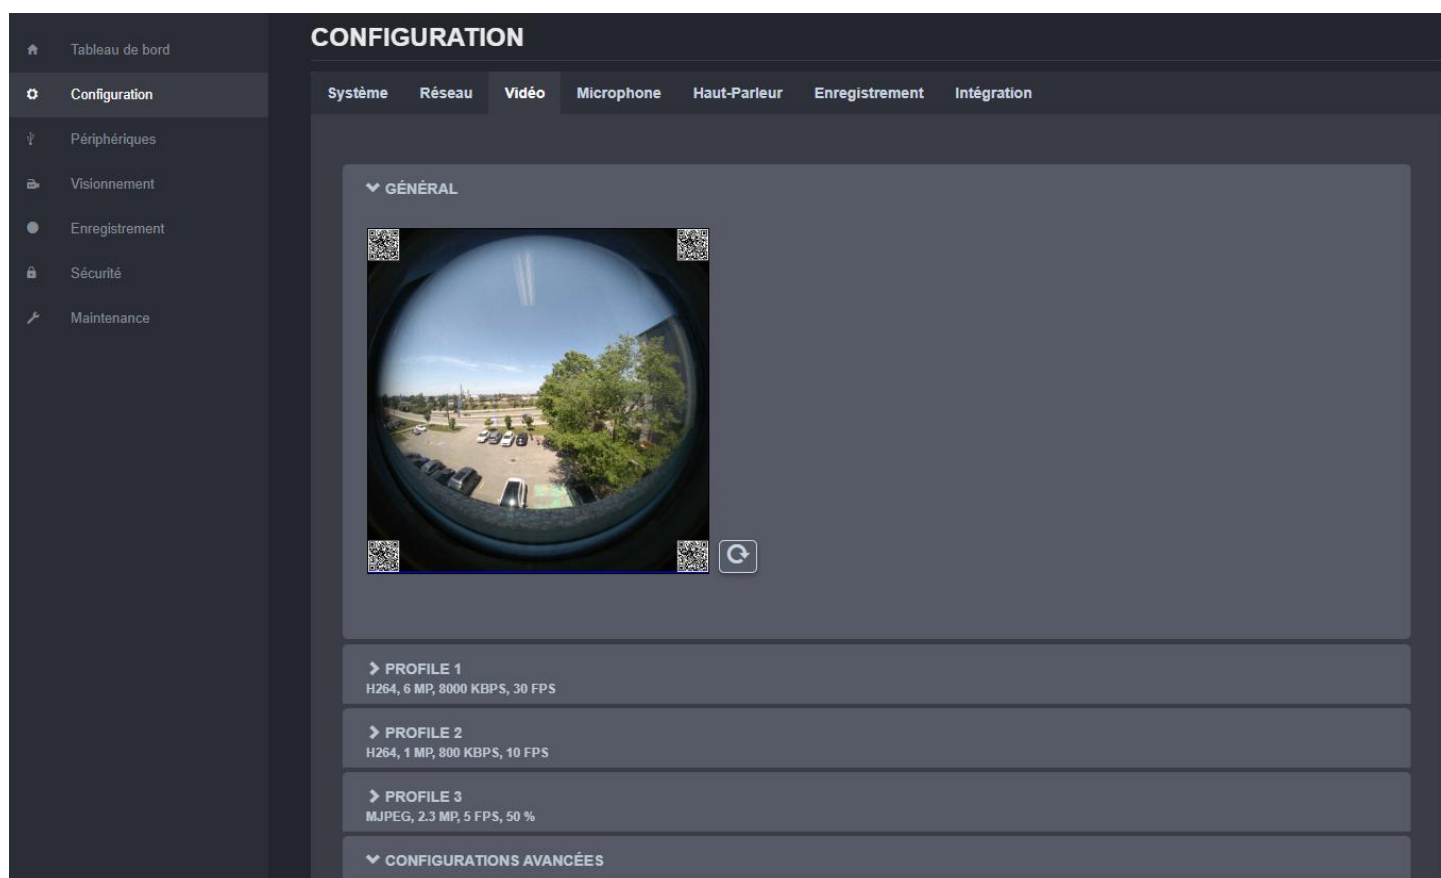 Tableau de bord
Configuration
Périphériques
Visionnement
Enregistrement
Sécurité
Maintenance
CONFIGURATION
Système Réseau Vidéo Microphone Haut-Parleur Enregistrement Intégration
GÉNÉRAL
PROFILE 1
H264, 6 MP, 8000 KBPS, 30 FPS
PROFILE 2
H264, 1 MP, 800 KBPS, 10 FPS
PROFILE 3
MJPEG, 2.3 MP, 5 FPS, 50 %
CONFIGURATIONS AVANCÉES